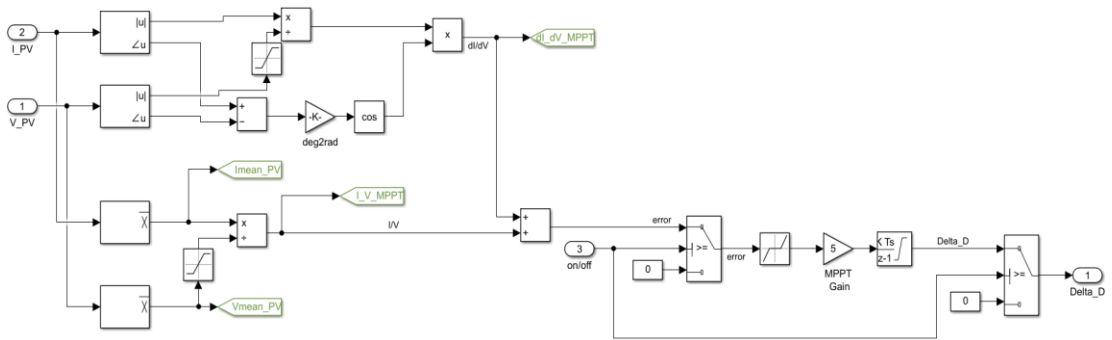 2
I_PV
|u|
∠u
x
÷
x
dI/dV
dI_dV_MPPT
1
V_PV
|u|
∠u
+
−
-K-
deg2rad
cos
Imean_PV
I_V_MPPT
x
÷
I/V
Vmean_PV
+
+
error
3
on/off
>=
0
error
5
MPPT
Gain
K Ts
z-1
Delta_D
>=
0
1
Delta_D